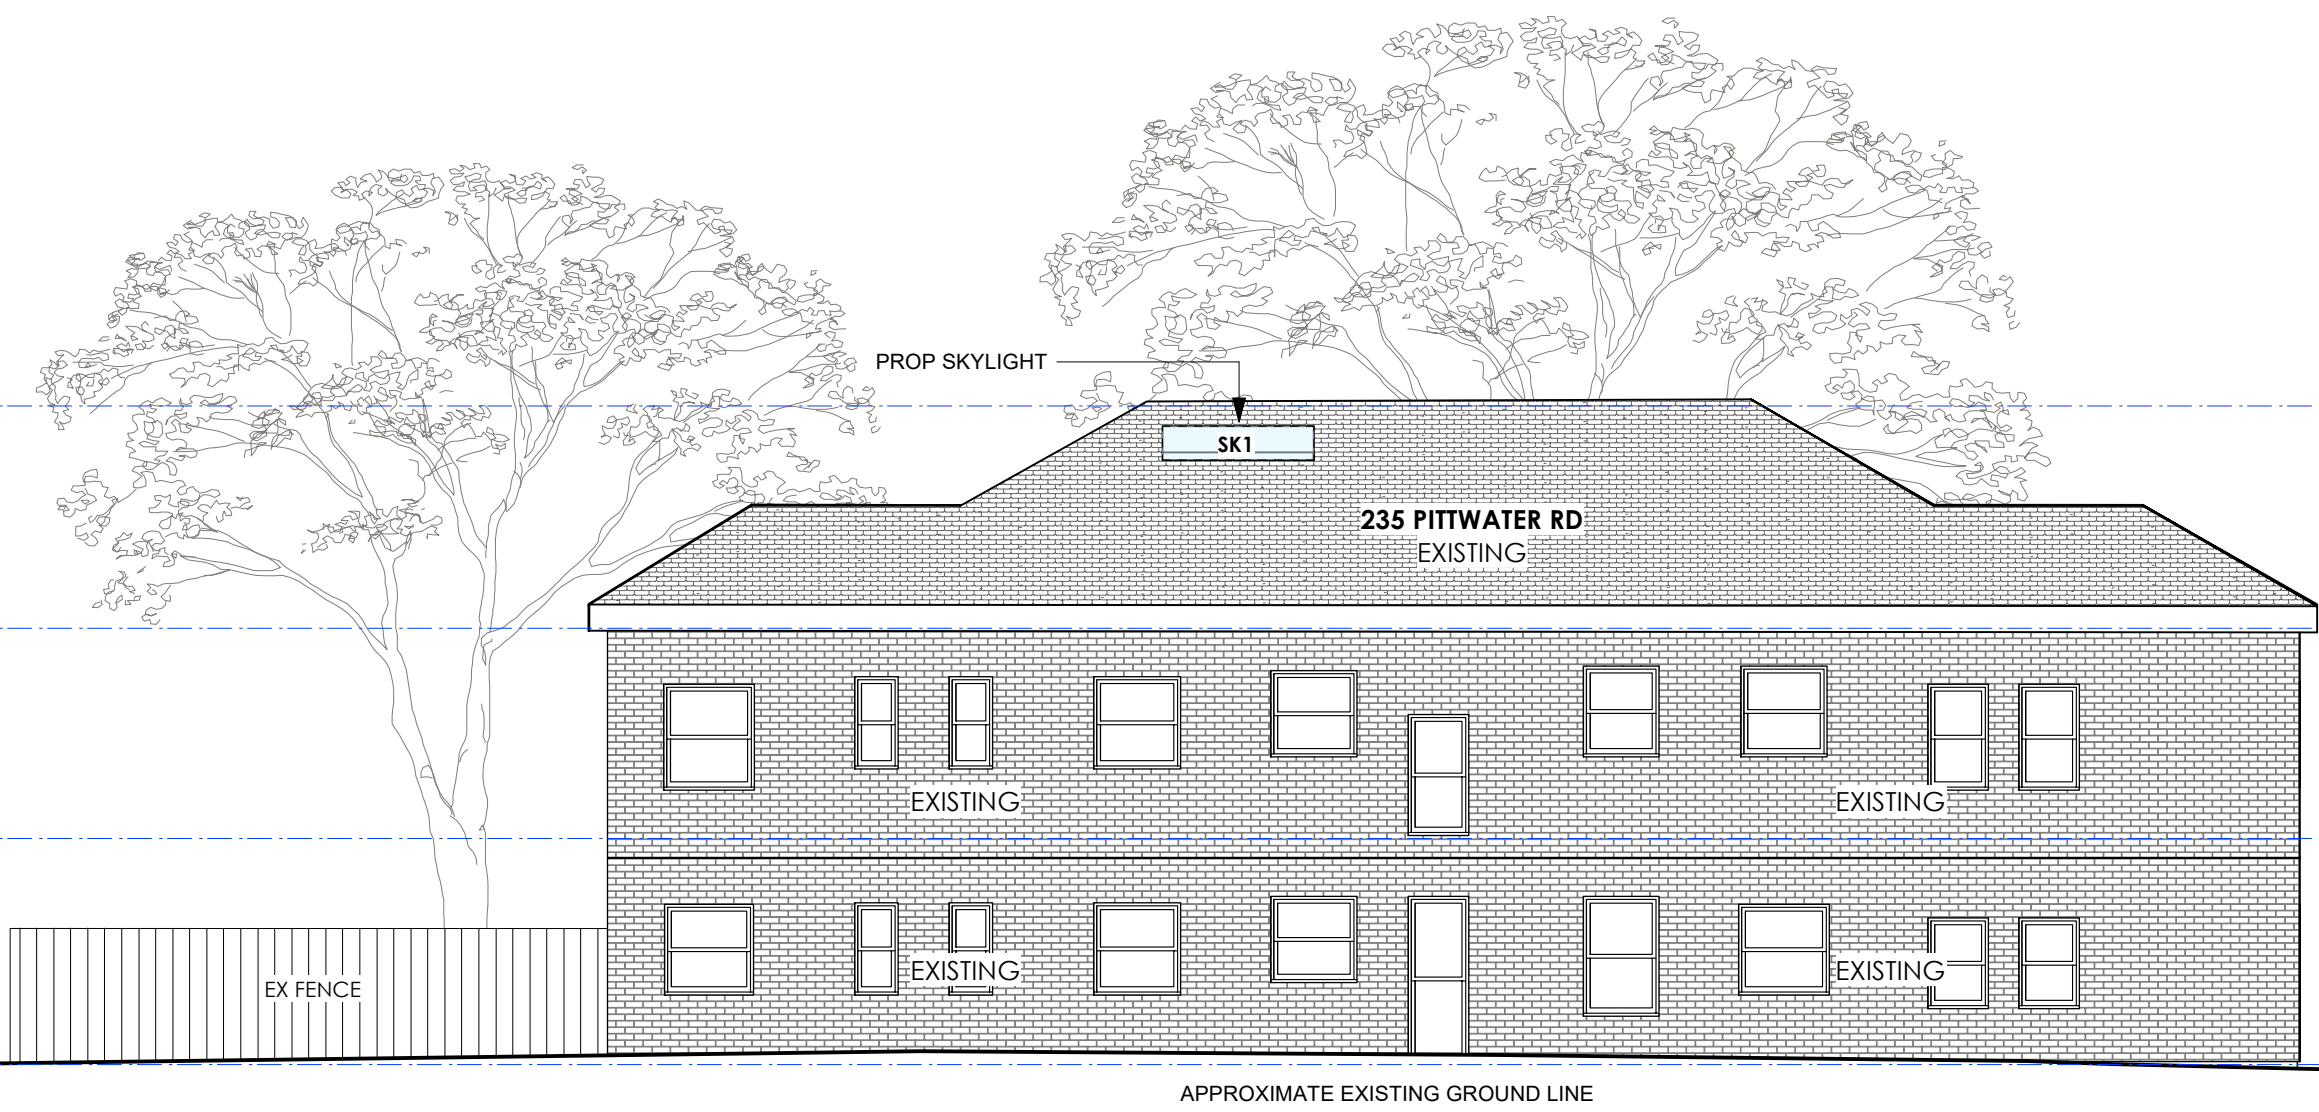 PROP SKYLIGHT
SK1
235 PITTWATER RD
EXISTING
EXISTING
EXISTING
EXISTING
EXISTING
EX FENCE
APPROXIMATE EXISTING GROUND LINE